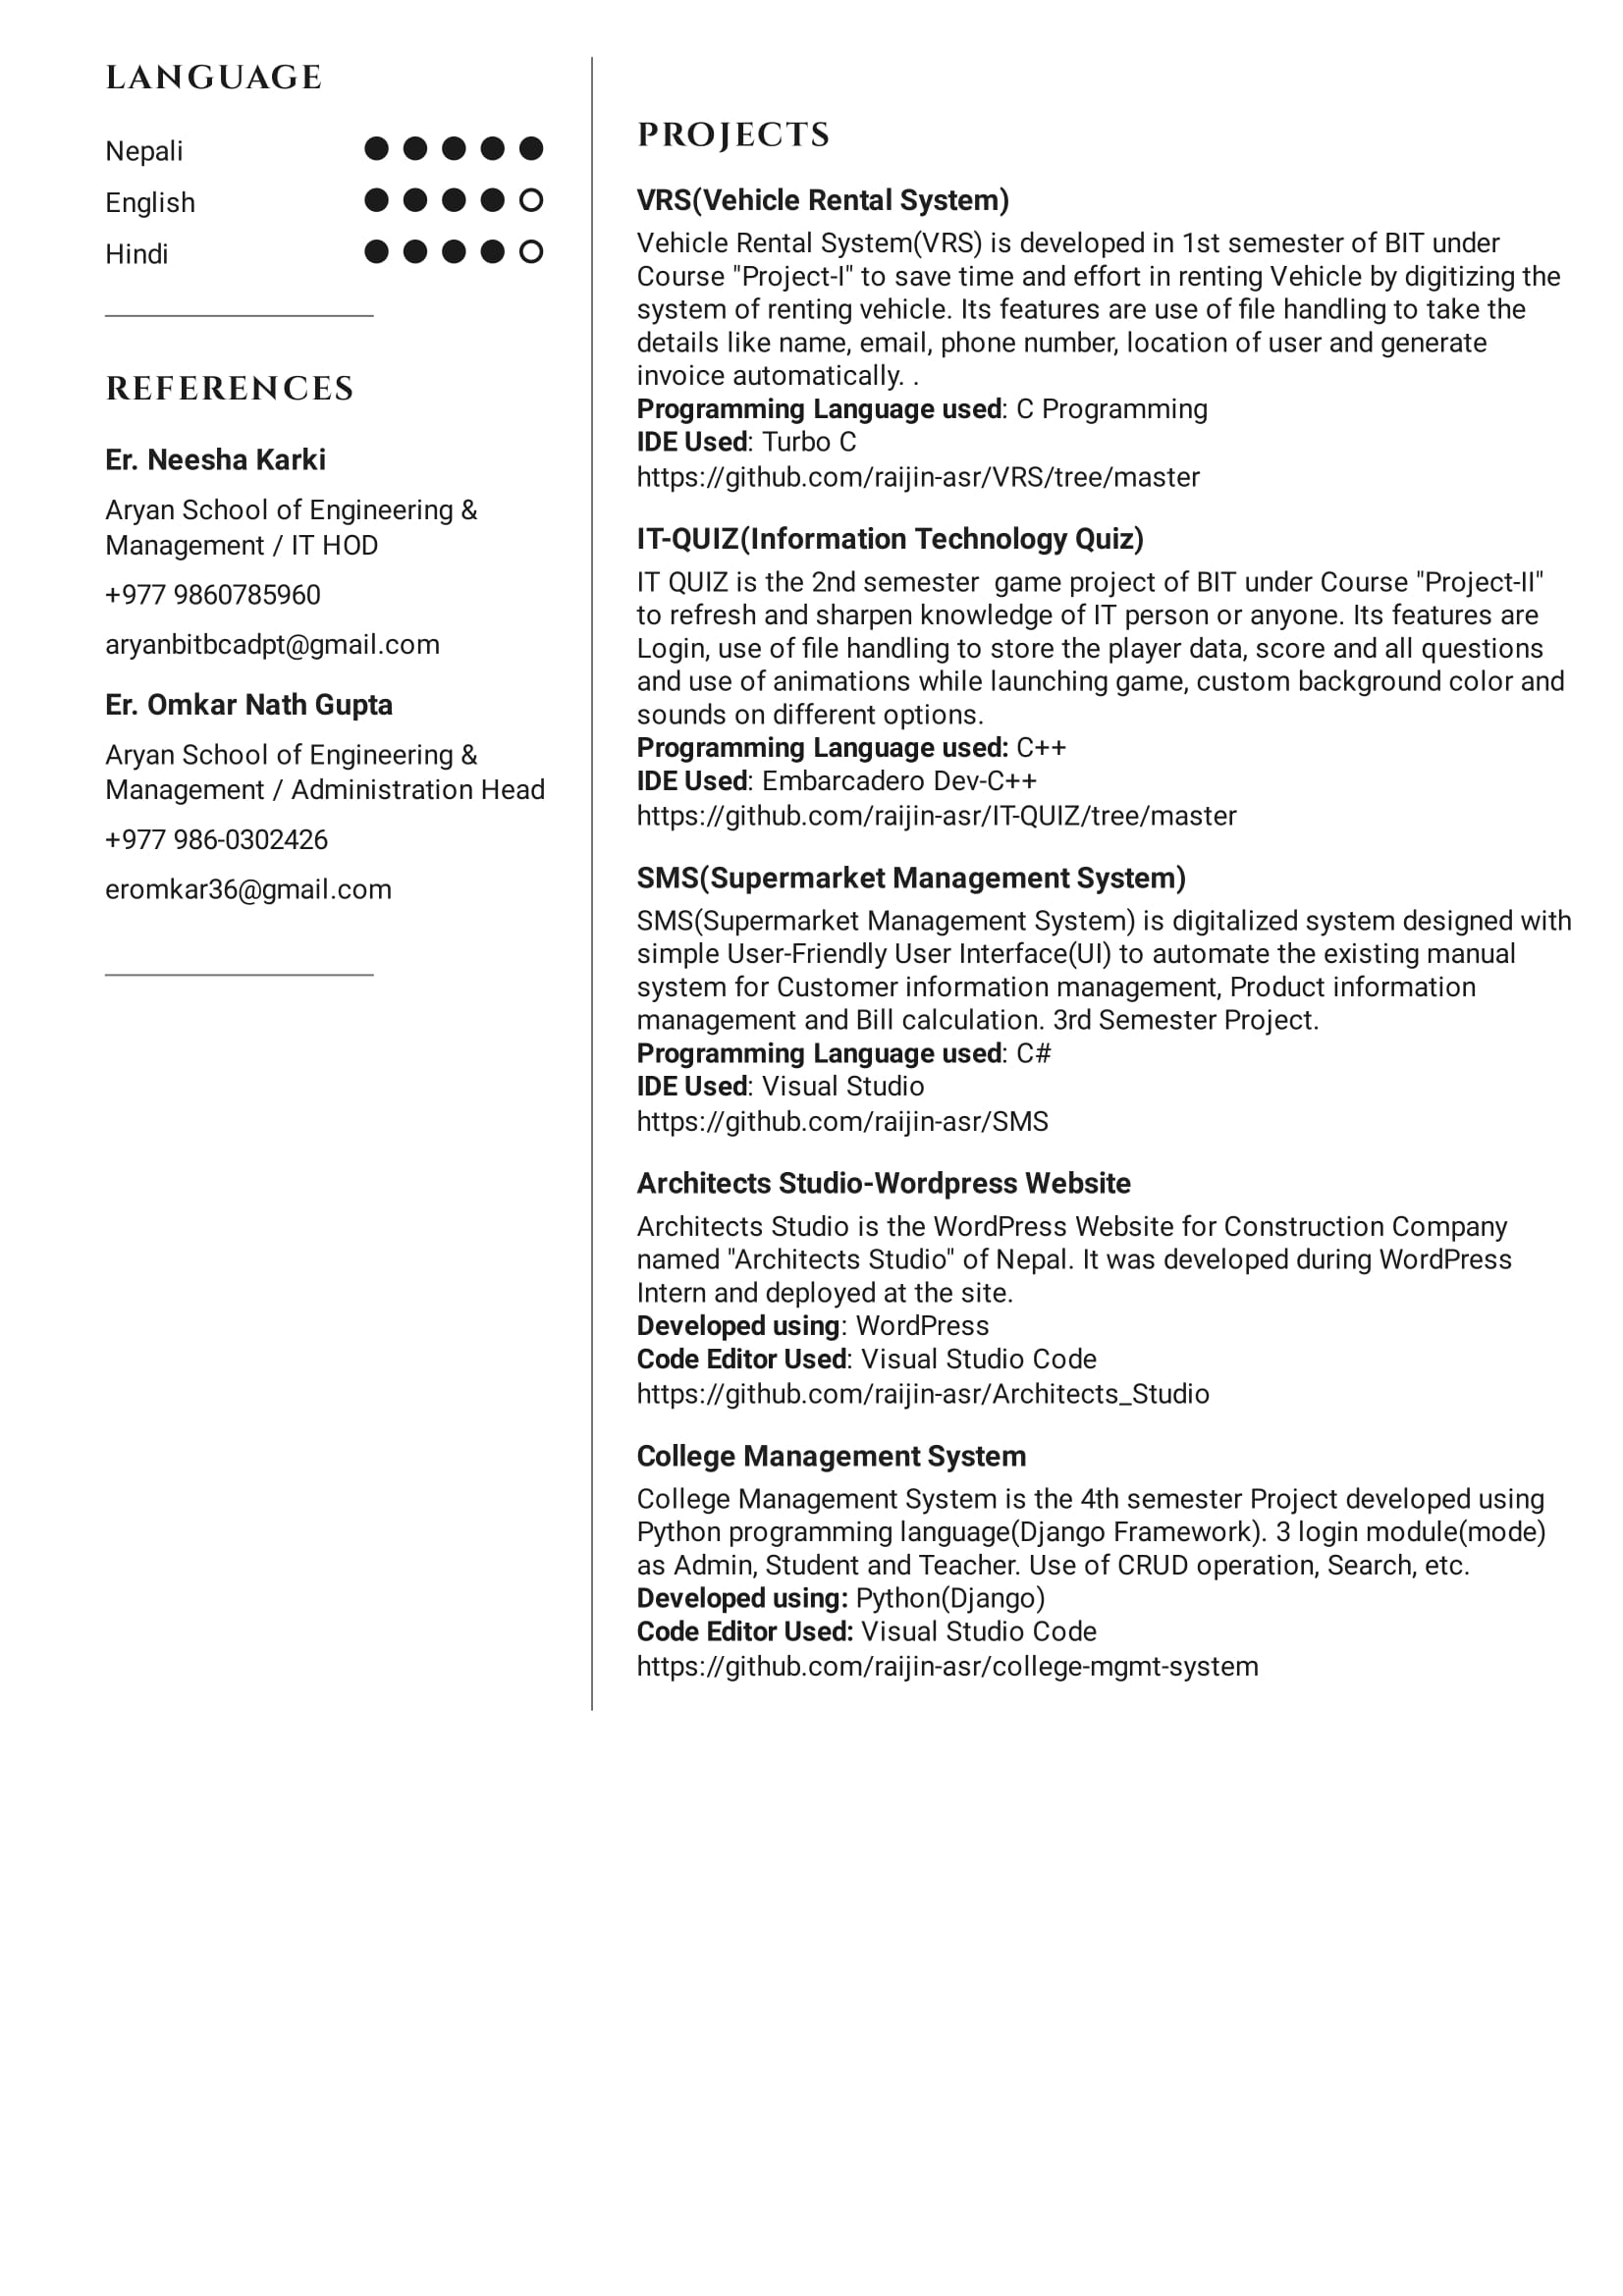 LANGUAGE
Nepali
English
Hindi
REFERENCES
Er. Neesha Karki
Aryan School of Engineering &
Management / IT HOD
+977 9860785960
aryanbitbcadpt@gmail.com
Er. Omkar Nath Gupta
Aryan School of Engineering &
Management / Administration Head
+977 986-0302426
eromkar36@gmail.com
PROJECTS
VRS(Vehicle Rental System)
Vehicle Rental System(VRS) is developed in 1st semester of BIT under
Course "Project-I" to save time and effort in renting Vehicle by digitizing the
system of renting vehicle. Its features are use of file handling to take the
details like name, email, phone number, location of user and generate
invoice automatically. .
Programming Language used: C Programming
IDE Used: Turbo C
https://github.com/raijin-asr/VRS/tree/master
IT-QUIZ(Information Technology Quiz)
IT QUIZ is the 2nd semester  game project of BIT under Course "Project-II"
to refresh and sharpen knowledge of IT person or anyone. Its features are
Login, use of file handling to store the player data, score and all questions
and use of animations while launching game, custom background color and
sounds on different options.
Programming Language used: C++
IDE Used: Embarcadero Dev-C++
https://github.com/raijin-asr/IT-QUIZ/tree/master
SMS(Supermarket Management System)
SMS(Supermarket Management System) is digitalized system designed with
simple User-Friendly User Interface(UI) to automate the existing manual
system for Customer information management, Product information
management and Bill calculation. 3rd Semester Project.
Programming Language used: C#
IDE Used: Visual Studio
https://github.com/raijin-asr/SMS
Architects Studio-Wordpress Website
Architects Studio is the WordPress Website for Construction Company
named "Architects Studio" of Nepal. It was developed during WordPress
Intern and deployed at the site.
Developed using: WordPress
Code Editor Used: Visual Studio Code
https://github.com/raijin-asr/Architects_Studio
College Management System
College Management System is the 4th semester Project developed using
Python programming language(Django Framework). 3 login module(mode)
as Admin, Student and Teacher. Use of CRUD operation, Search, etc.
Developed using: Python(Django)
Code Editor Used: Visual Studio Code
https://github.com/raijin-asr/college-mgmt-system